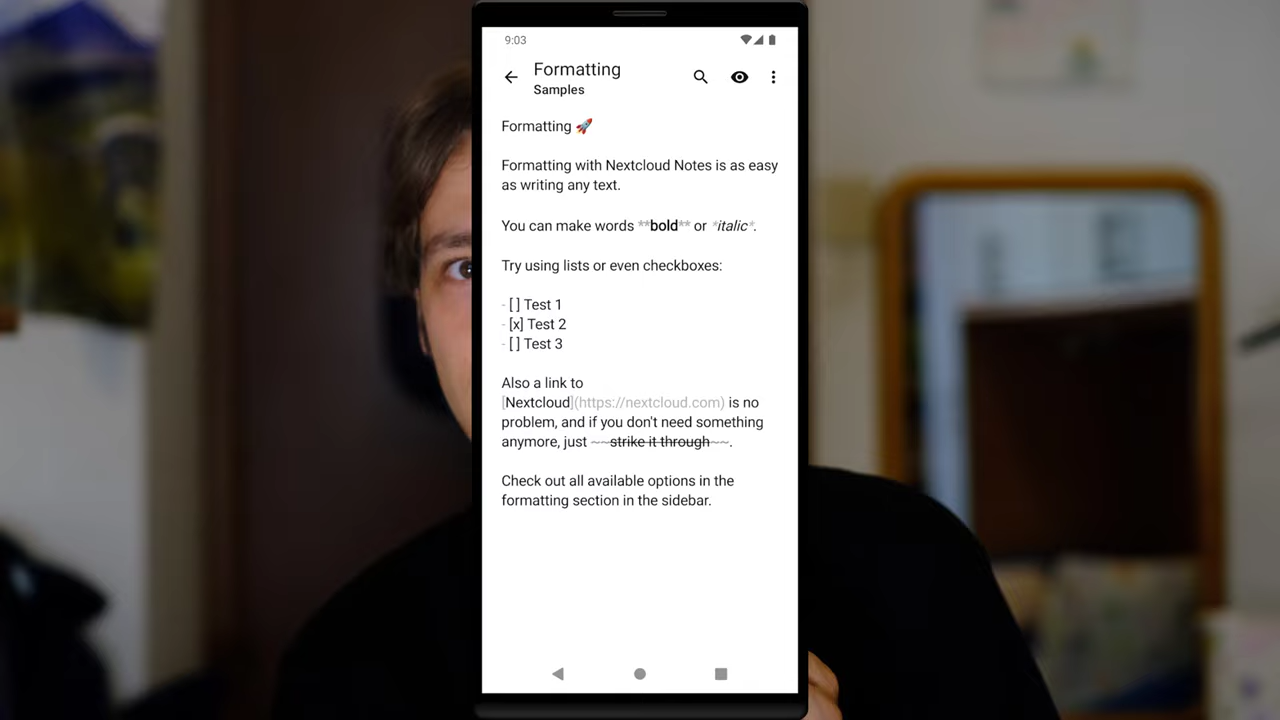 9:03
Formatting
Samples
Formatting 🚀
Formatting with Nextcloud Notes is as easy
as writing any text.
You can make words **bold** or *italic*.
Try using lists or even checkboxes:
- [ ] Test 1
- [x] Test 2
- [ ] Test 3
Also a link to
[Nextcloud](https://nextcloud.com) is no
problem, and if you don't need something
anymore, just ~~strike it through~~.
Check out all available options in the
formatting section in the sidebar.